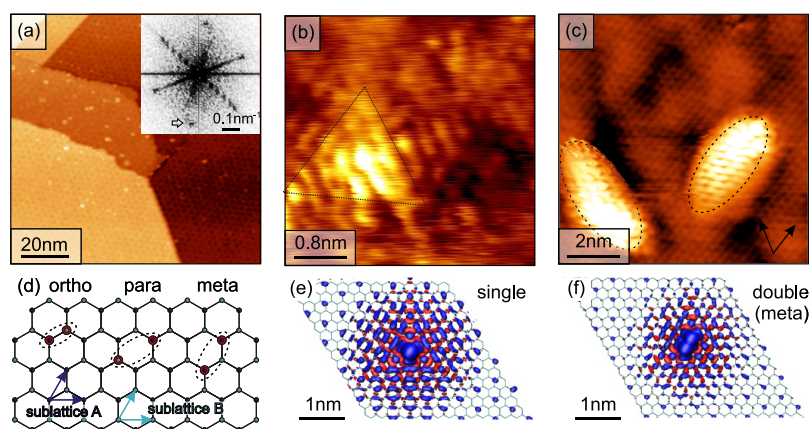 (a)
0.1nm⁻¹
20nm
(b)
0.8nm
(c)
2nm
(d) ortho para meta
sublattice A
sublattice B
(e) single
1nm
(f) double
(meta)
1nm